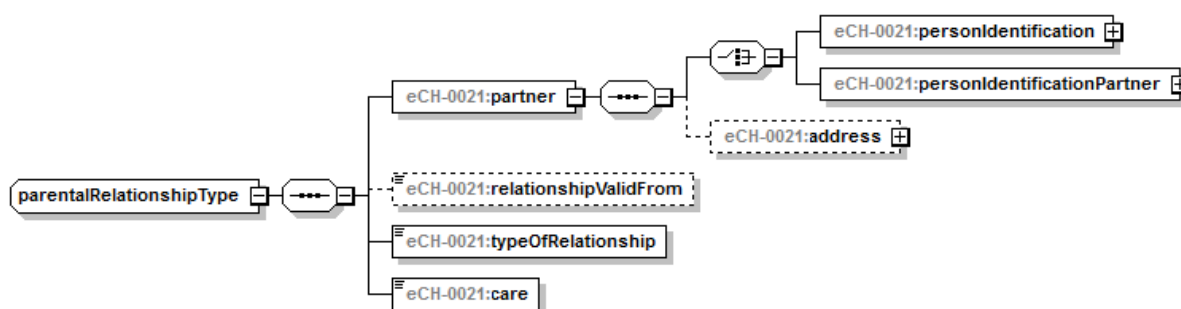 eCH-0021:personIdentification
eCH-0021:personIdentificationPartner
eCH-0021:partner
eCH-0021:address
eCH-0021:relationshipValidFrom
parentalRelationshipType
eCH-0021:typeOfRelationship
eCH-0021:care